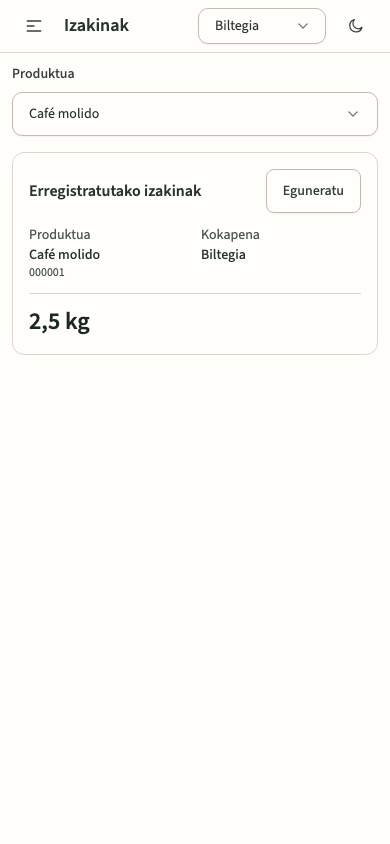 Izakinak
Biltegia
Produktua
Café molido
Erregistratutako izakinak
Eguneratu
Produktua
Kokapena
Café molido
Biltegia
000001
2,5 kg